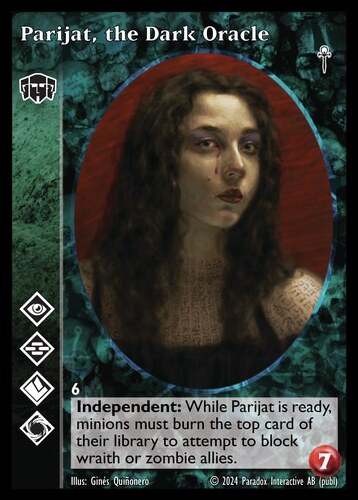 Parijat, the Dark Oracle
6
Independent: While Parijat is ready,
minions must burn the top card of
their library to attempt to block
wraith or zombie allies.
7
Illus: Ginés Quiñonero © 2024 Paradox Interactive AB (publ)